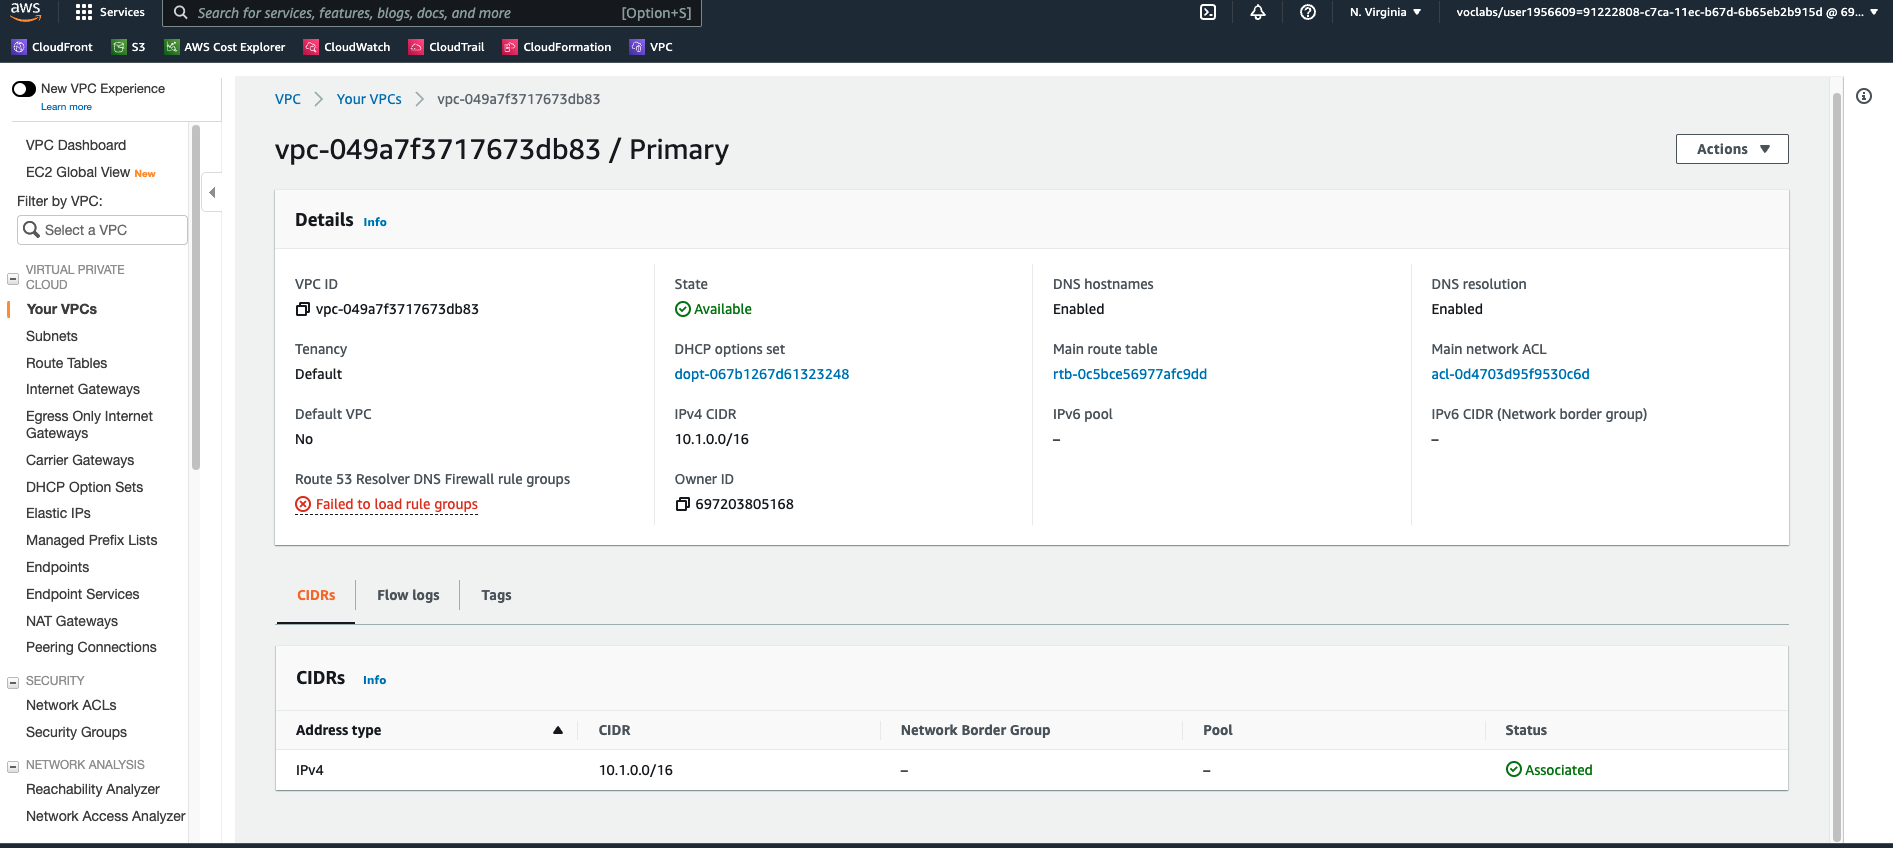 aws
Services
Search for services, features, blogs, docs, and more
[Option+S]
N. Virginia ▼
voclabs/user1956609=91222808-c7ca-11ec-b67d-6b65eb2b915d @ 69... ▼
CloudFront
S3
AWS Cost Explorer
CloudWatch
CloudTrail
CloudFormation
VPC
New VPC Experience
Learn more
VPC Dashboard
EC2 Global View New
Filter by VPC:
Select a VPC
VIRTUAL PRIVATE
CLOUD
Your VPCs
Subnets
Route Tables
Internet Gateways
Egress Only Internet
Gateways
Carrier Gateways
DHCP Option Sets
Elastic IPs
Managed Prefix Lists
Endpoints
Endpoint Services
NAT Gateways
Peering Connections
SECURITY
Network ACLs
Security Groups
NETWORK ANALYSIS
Reachability Analyzer
Network Access Analyzer
VPC > Your VPCs > vpc-049a7f3717673db83
vpc-049a7f3717673db83 / Primary
Actions ▼
Details Info
VPC ID
vpc-049a7f3717673db83
State
Available
DNS hostnames
Enabled
DNS resolution
Enabled
Tenancy
Default
DHCP options set
dopt-067b1267d61323248
Main route table
rtb-0c5bce56977afc9dd
Main network ACL
acl-0d4703d95f9530c6d
Default VPC
No
IPv4 CIDR
10.1.0.0/16
IPv6 pool
–
IPv6 CIDR (Network border group)
–
Route 53 Resolver DNS Firewall rule groups
Failed to load rule groups
Owner ID
697203805168
CIDRs
Flow logs
Tags
CIDRs Info
Address type ▲ CIDR Network Border Group Pool Status
IPv4 10.1.0.0/16 – – Associated